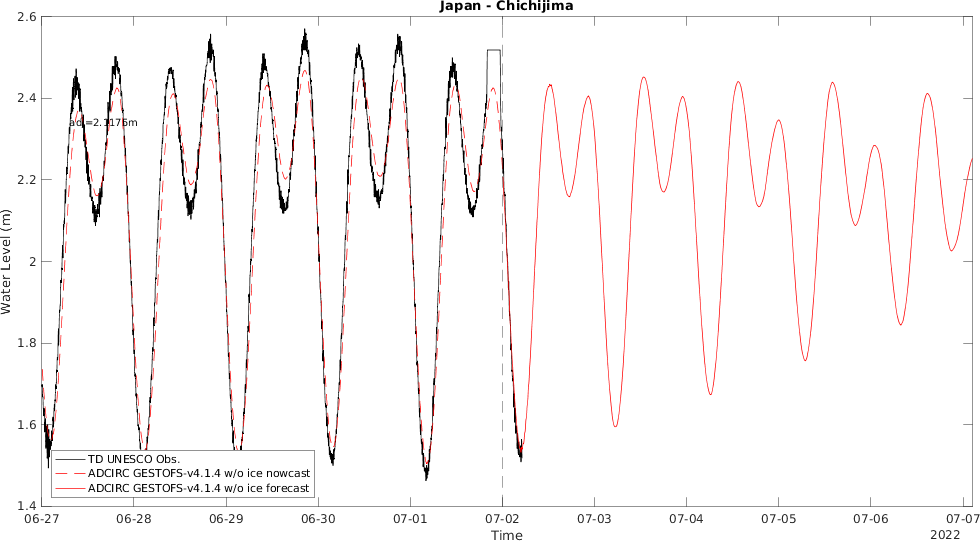 Japan - Chichijima
2.6
2.4
2.2
2
1.8
1.6
1.4
Water Level (m)
TD UNESCO Obs.
ADCIRC GESTOFS-v4.1.4 w/o ice nowcast
ADCIRC GESTOFS-v4.1.4 w/o ice forecast
06-27 06-28 06-29 06-30 07-01 07-02 07-03 07-04 07-05 07-06 07-07
Time
2022